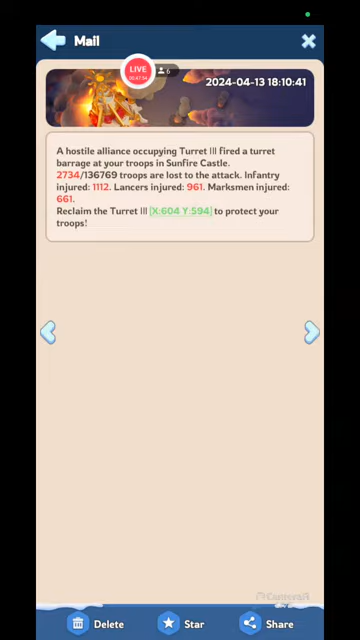 Mail
LIVE
6
2024-04-13 18:10:41
A hostile alliance occupying Turret III fired a turret
barrage at your troops in Sunfire Castle.
2734/136769 troops are lost to the attack. Infantry
injured: 1112. Lancers injured: 961. Marksmen injured:
661.
Reclaim the Turret III [X:604 Y:594] to protect your
troops!
Delete
Star
Share